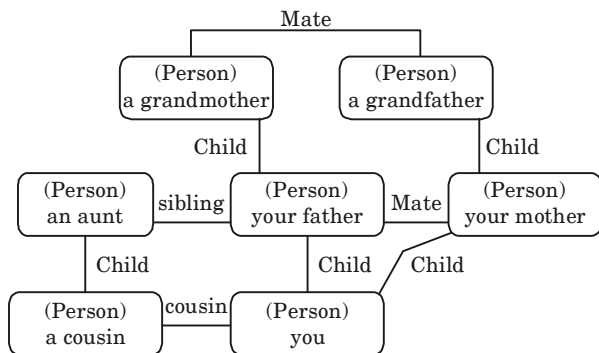 Mate
(Person)
a grandmother
(Person)
a grandfather
Child
Child
(Person)
an aunt
sibling
(Person)
your father
Mate
(Person)
your mother
Child
Child
Child
(Person)
a cousin
cousin
(Person)
you